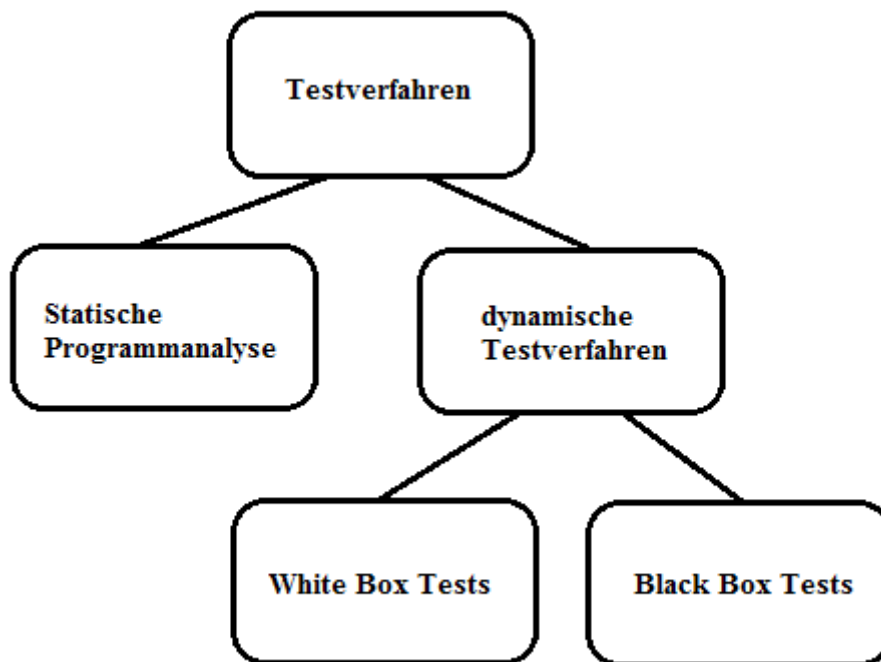 Testverfahren
Statische
Programmanalyse
dynamische
Testverfahren
White Box Tests
Black Box Tests